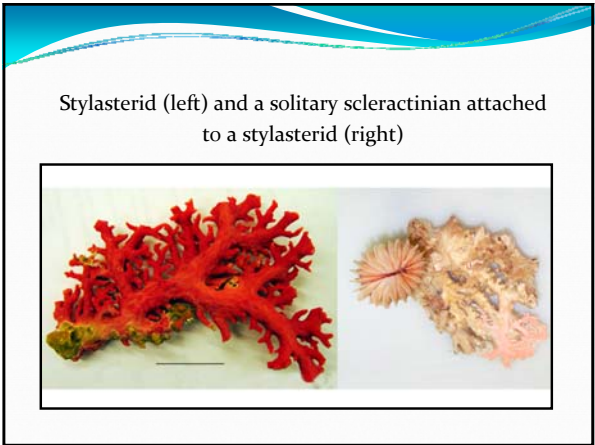 Stylasterid (left) and a solitary scleractinian attached
to a stylasterid (right)